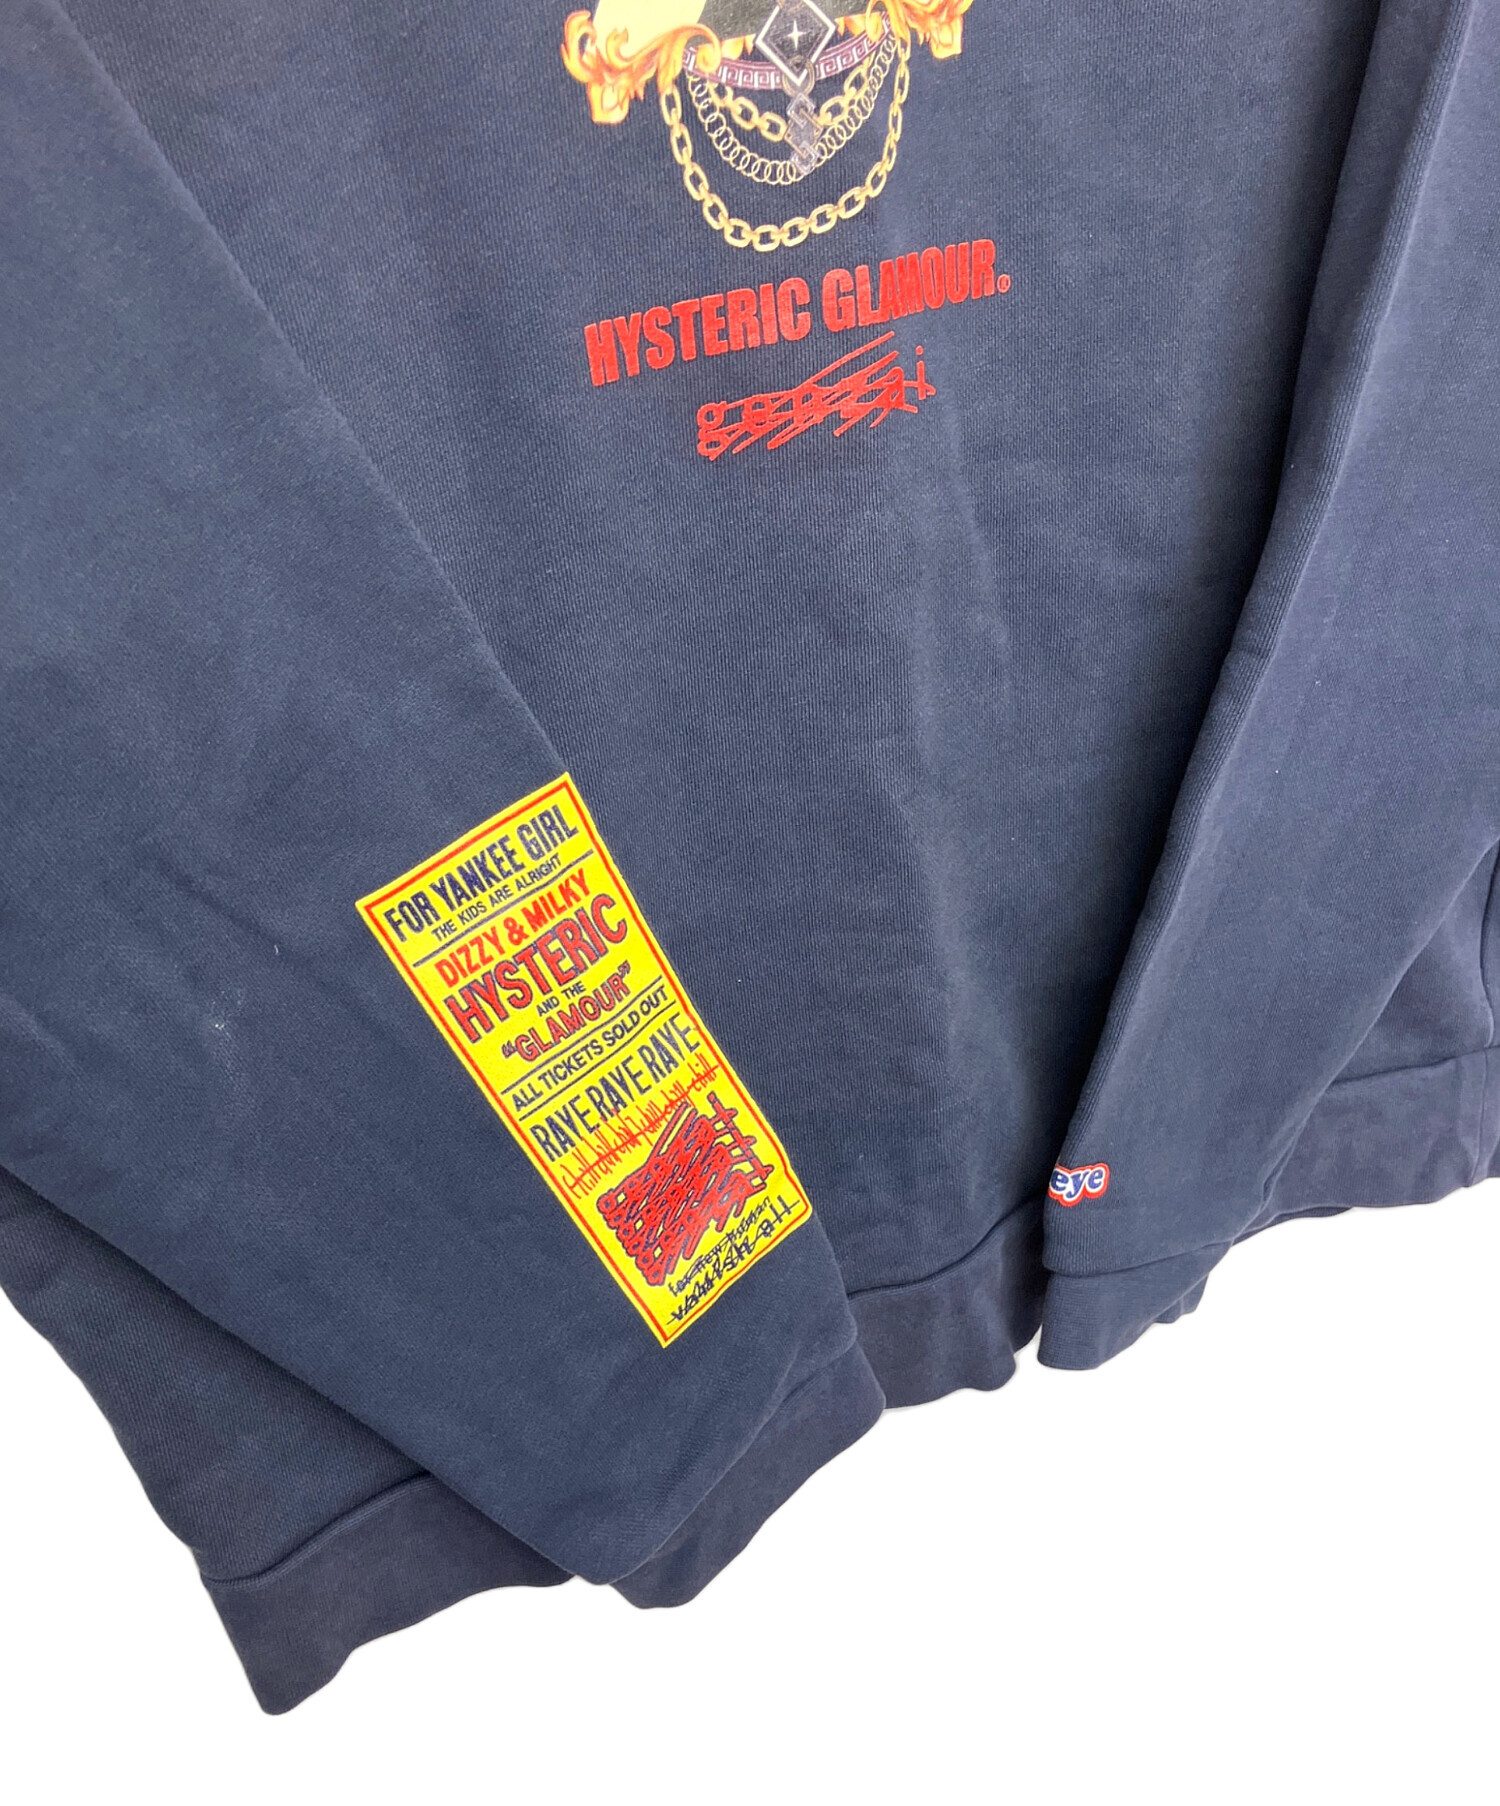 HYSTERIC GLAMOUR.®
FOR YANKEE GIRL
THE KIDS ARE ALRIGHT
DIZZY & MILKY
HYSTERIC
AND THE
"GLAMOUR"
ALL TICKETS SOLD OUT
RAVE RAVE RAVE
eye